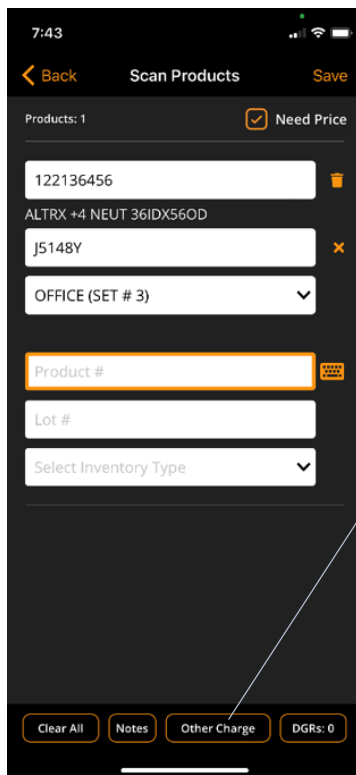 7:43
Back Scan Products Save
Products: 1 Need Price
122136456
ALTRX +4 NEUT 36IDX56OD
J5148Y
OFFICE (SET # 3)
Product #
Lot #
Select Inventory Type
Clear All Notes Other Charge DGRs: 0